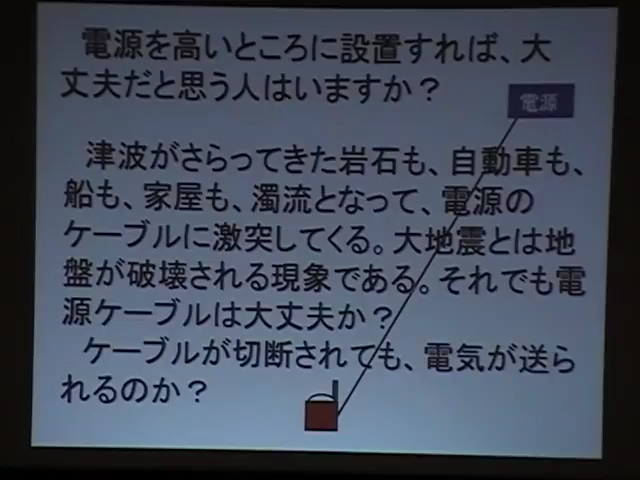 電源を高いところに設置すれば、大
丈夫だと思う人はいますか?
電源
津波がさらってきた岩石も、自動車も、
船も、家屋も、濁流となって、電源の
ケーブルに激突してくる。大地震とは地
盤が破壊される現象である。それでも電
源ケーブルは大丈夫か?
ケーブルが切断されても、電気が送ら
れるのか?